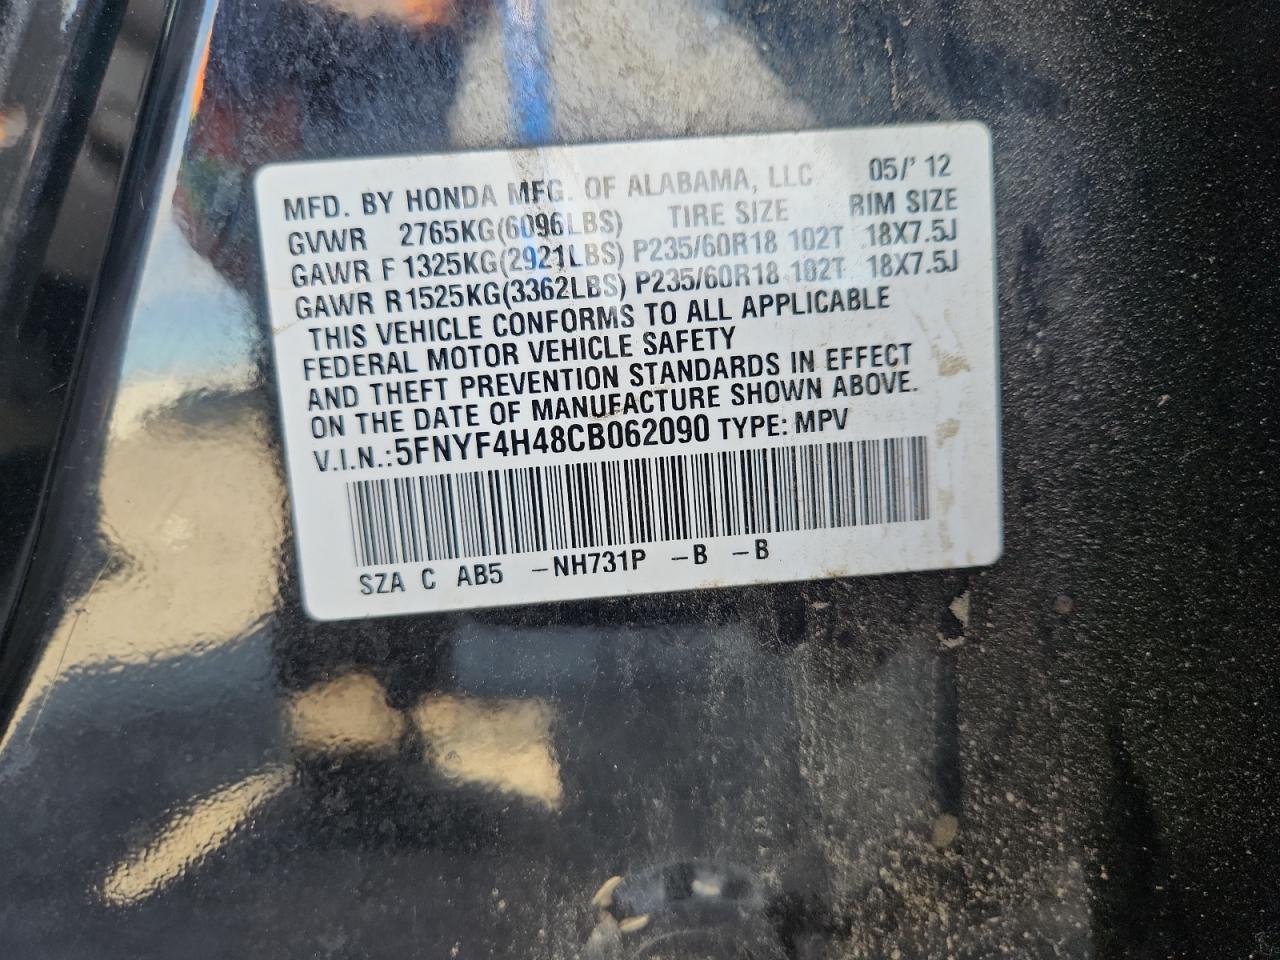 MFD. BY HONDA MFG. OF ALABAMA, LLC 05/' 12
GVWR 2765KG(6096LBS) TIRE SIZE RIM SIZE
GAWR F 1325KG(2921LBS) P235/60R18 102T 18X7.5J
GAWR R 1525KG(3362LBS) P235/60R18 102T 18X7.5J
THIS VEHICLE CONFORMS TO ALL APPLICABLE
FEDERAL MOTOR VEHICLE SAFETY
AND THEFT PREVENTION STANDARDS IN EFFECT
ON THE DATE OF MANUFACTURE SHOWN ABOVE.
V.I.N.: 5FNYF4H48CB062090 TYPE: MPV
SZA C AB5 -NH731P -B -B